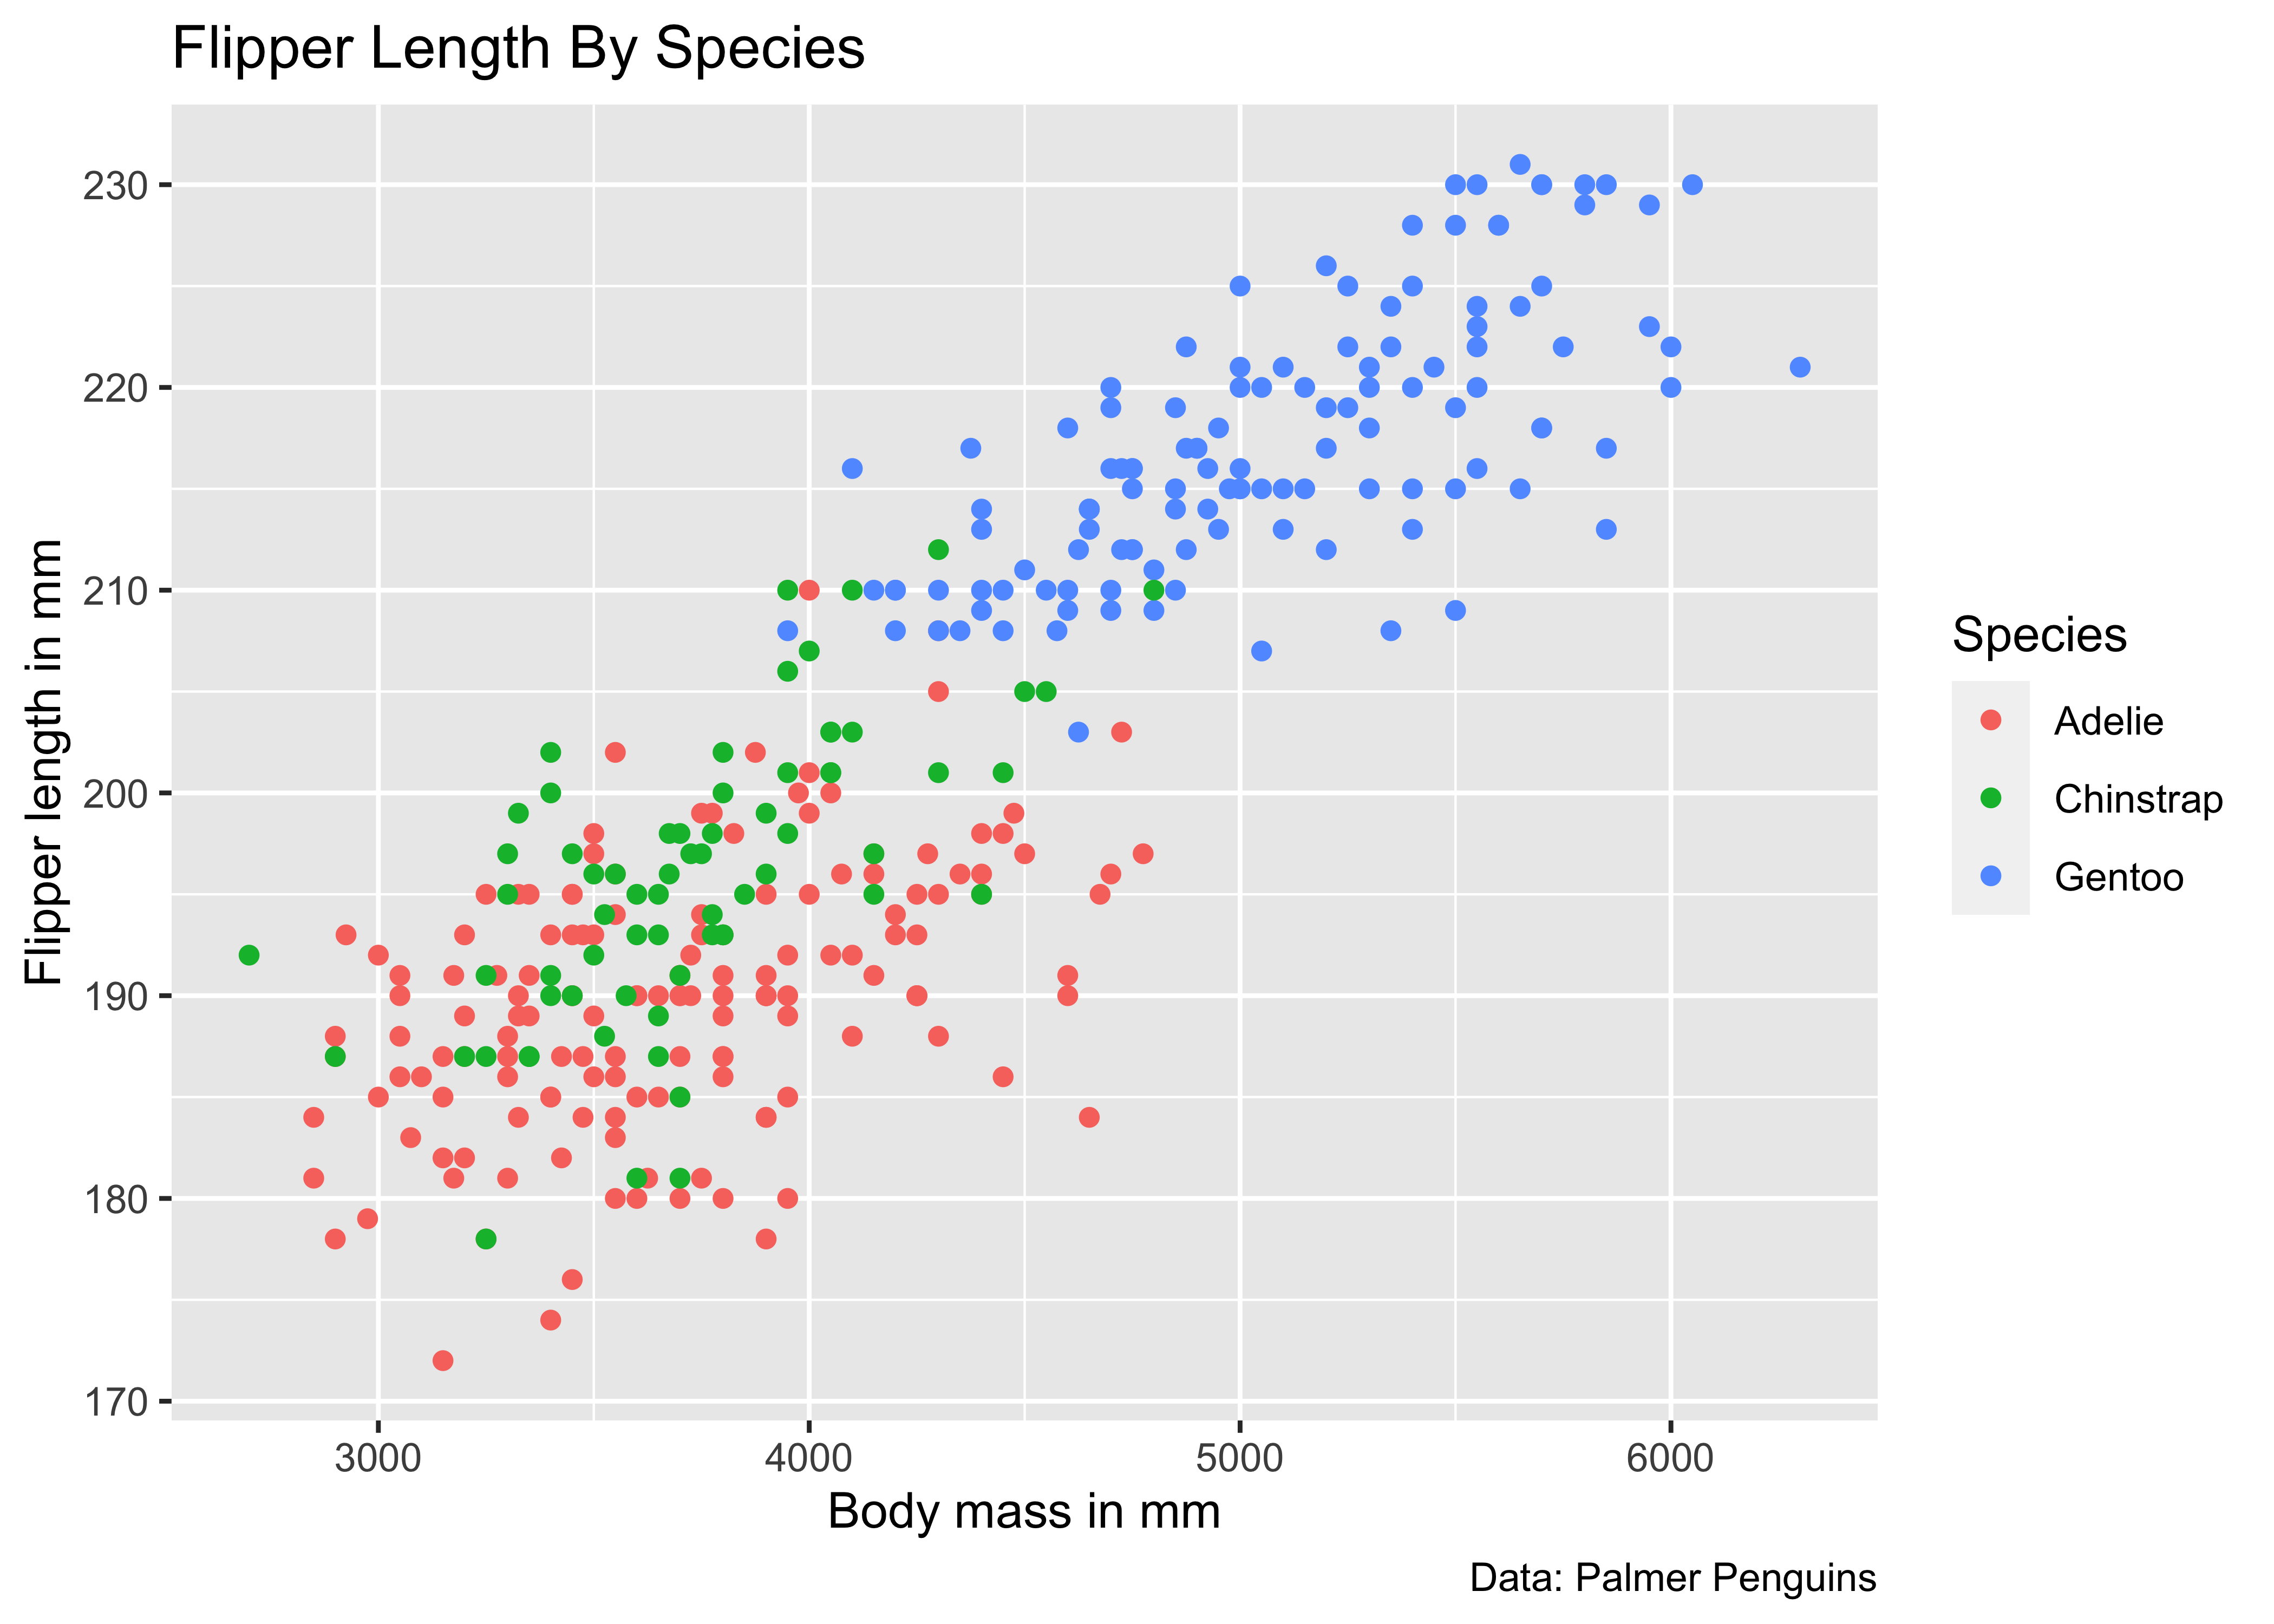 Flipper Length By Species
230
220
210
200
190
180
170
Flipper length in mm
3000 4000 5000 6000
Body mass in mm
Species
Adelie
Chinstrap
Gentoo
Data: Palmer Penguins